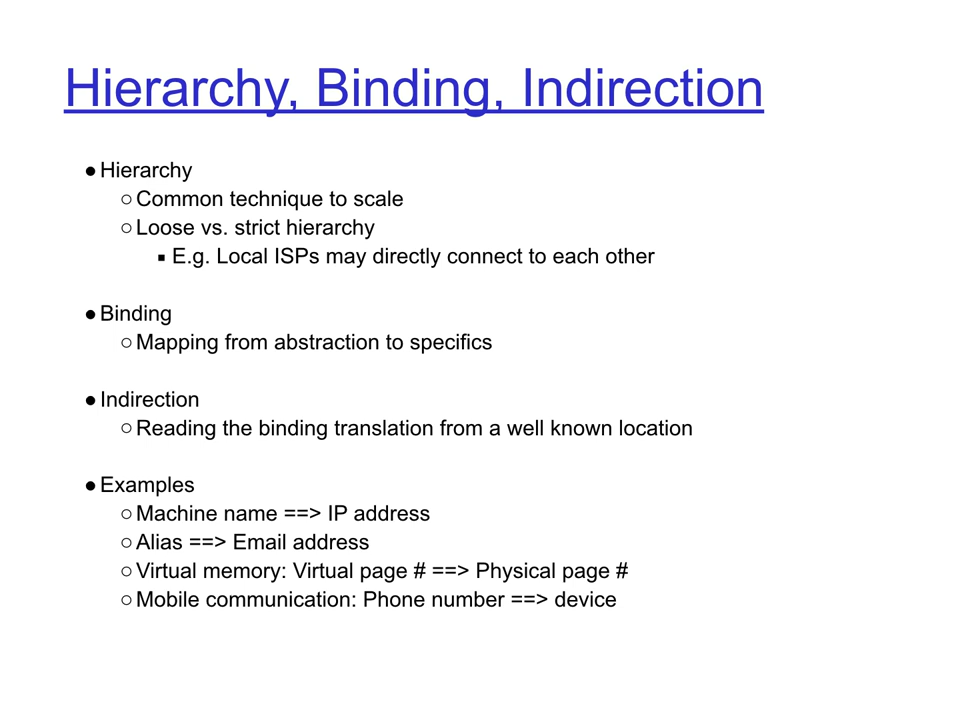 Hierarchy, Binding, Indirection
● Hierarchy
○ Common technique to scale
○ Loose vs. strict hierarchy
▪ E.g. Local ISPs may directly connect to each other
● Binding
○ Mapping from abstraction to specifics
● Indirection
○ Reading the binding translation from a well known location
● Examples
○ Machine name ==> IP address
○ Alias ==> Email address
○ Virtual memory: Virtual page # ==> Physical page #
○ Mobile communication: Phone number ==> device